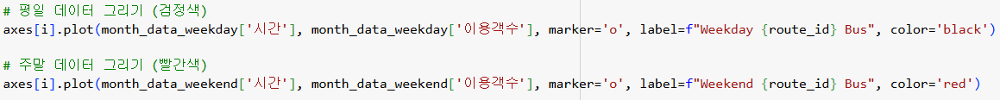 # 평일 데이터 그리기 (검정색)
axes[i].plot(month_data_weekday['시간'], month_data_weekday['이용객수'], marker='o', label=f"Weekday {route_id} Bus", color='black')
# 주말 데이터 그리기 (빨간색)
axes[i].plot(month_data_weekend['시간'], month_data_weekend['이용객수'], marker='o', label=f"Weekend {route_id} Bus", color='red')